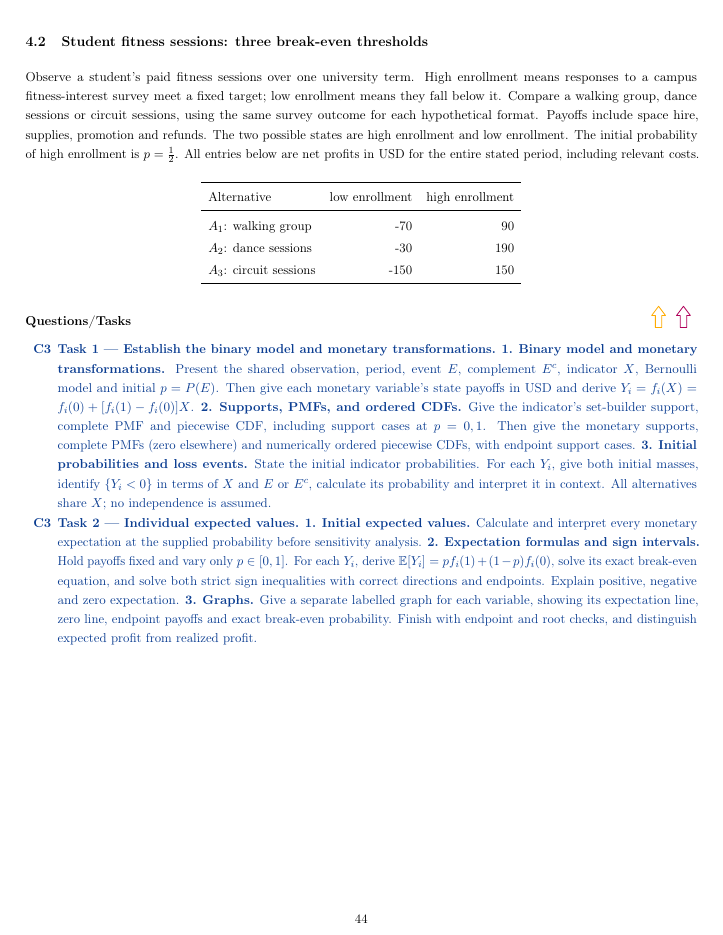 4.2 Student fitness sessions: three break-even thresholds
Observe a student's paid fitness sessions over one university term. High enrollment means responses to a campus
fitness-interest survey meet a fixed target; low enrollment means they fall below it. Compare a walking group, dance
sessions or circuit sessions, using the same survey outcome for each hypothetical format. Payoffs include space hire,
supplies, promotion and refunds. The two possible states are high enrollment and low enrollment. The initial probability
of high enrollment is p = 1/2. All entries below are net profits in USD for the entire stated period, including relevant costs.
Alternative low enrollment high enrollment
A₁: walking group -70 90
A₂: dance sessions -30 190
A₃: circuit sessions -150 150
Questions/Tasks
C3 Task 1 — Establish the binary model and monetary transformations. 1. Binary model and monetary
transformations. Present the shared observation, period, event E, complement Eᶜ, indicator X, Bernoulli
model and initial p = P(E). Then give each monetary variable's state payoffs in USD and derive Yᵢ = fᵢ(X) =
fᵢ(0) + [fᵢ(1) − fᵢ(0)]X. 2. Supports, PMFs, and ordered CDFs. Give the indicator's set-builder support,
complete PMF and piecewise CDF, including support cases at p = 0, 1. Then give the monetary supports,
complete PMFs (zero elsewhere) and numerically ordered piecewise CDFs, with endpoint support cases. 3. Initial
probabilities and loss events. State the initial indicator probabilities. For each Yᵢ, give both initial masses,
identify {Yᵢ < 0} in terms of X and E or Eᶜ, calculate its probability and interpret it in context. All alternatives
share X; no independence is assumed.
C3 Task 2 — Individual expected values. 1. Initial expected values. Calculate and interpret every monetary
expectation at the supplied probability before sensitivity analysis. 2. Expectation formulas and sign intervals.
Hold payoffs fixed and vary only p ∈ [0, 1]. For each Yᵢ, derive 𝔼[Yᵢ] = pfᵢ(1)+(1−p)fᵢ(0), solve its exact break-even
equation, and solve both strict sign inequalities with correct directions and endpoints. Explain positive, negative
and zero expectation. 3. Graphs. Give a separate labelled graph for each variable, showing its expectation line,
zero line, endpoint payoffs and exact break-even probability. Finish with endpoint and root checks, and distinguish
expected profit from realized profit.
44